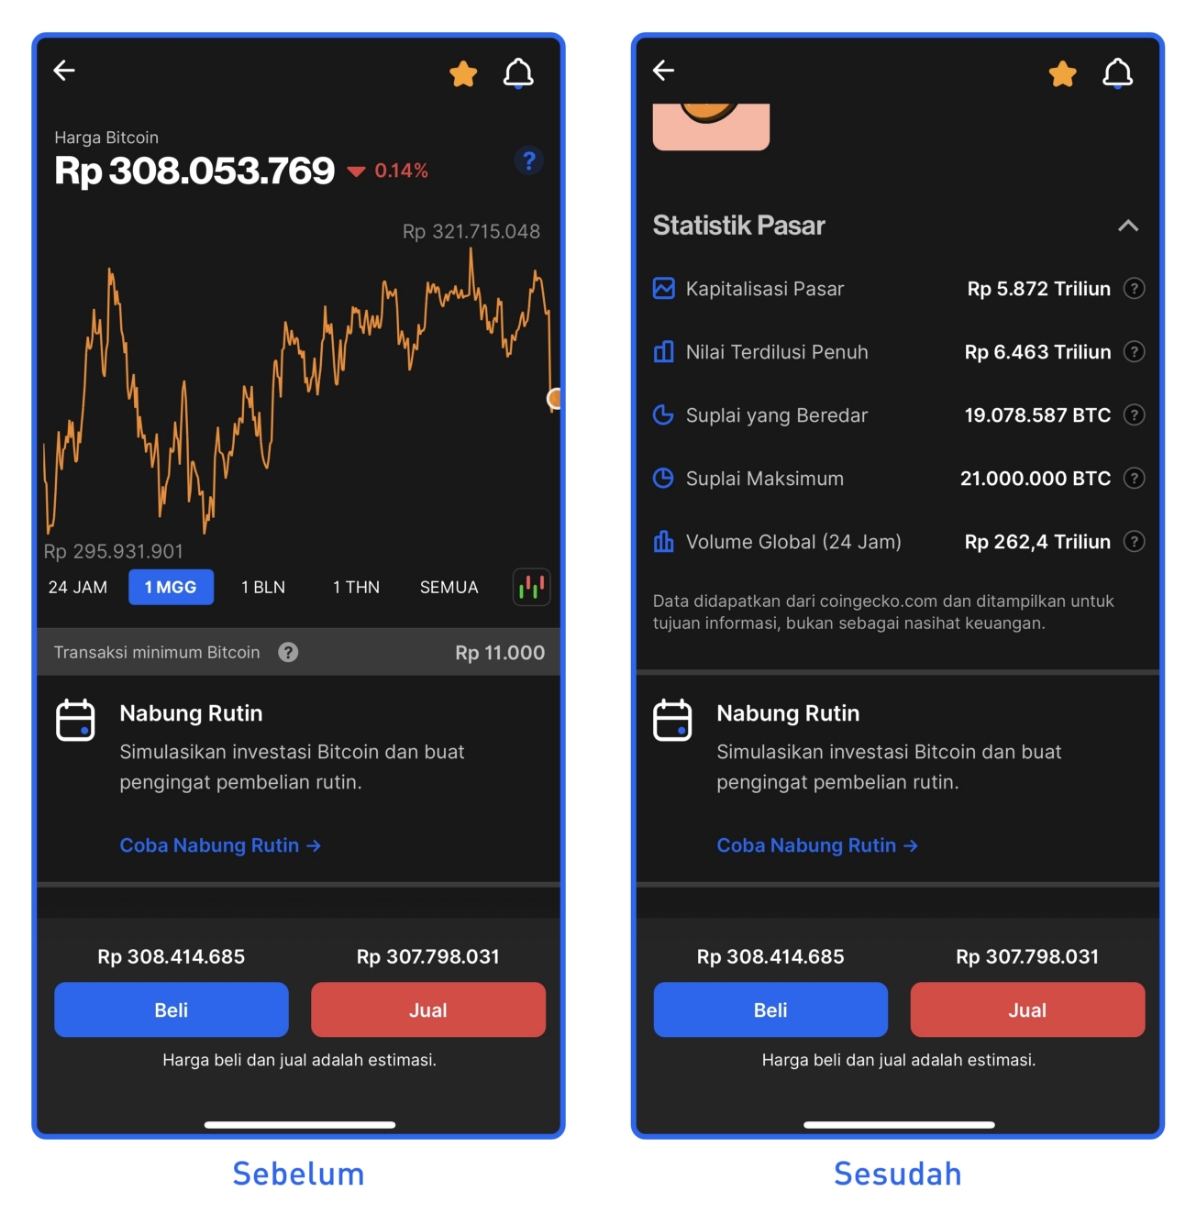 Harga Bitcoin
Rp 308.053.769 0.14%
?
Rp 321.715.048
Rp 295.931.901
24 JAM 1 MGG 1 BLN 1 THN SEMUA
Transaksi minimum Bitcoin ? Rp 11.000
Nabung Rutin
Simulasikan investasi Bitcoin dan buat
pengingat pembelian rutin.
Coba Nabung Rutin →
Rp 308.414.685 Rp 307.798.031
Beli Jual
Harga beli dan jual adalah estimasi.
Sebelum
Statistik Pasar
Kapitalisasi Pasar Rp 5.872 Triliun ?
Nilai Terdilusi Penuh Rp 6.463 Triliun ?
Suplai yang Beredar 19.078.587 BTC ?
Suplai Maksimum 21.000.000 BTC ?
Volume Global (24 Jam) Rp 262,4 Triliun ?
Data didapatkan dari coingecko.com dan ditampilkan untuk
tujuan informasi, bukan sebagai nasihat keuangan.
Nabung Rutin
Simulasikan investasi Bitcoin dan buat
pengingat pembelian rutin.
Coba Nabung Rutin →
Rp 308.414.685 Rp 307.798.031
Beli Jual
Harga beli dan jual adalah estimasi.
Sesudah